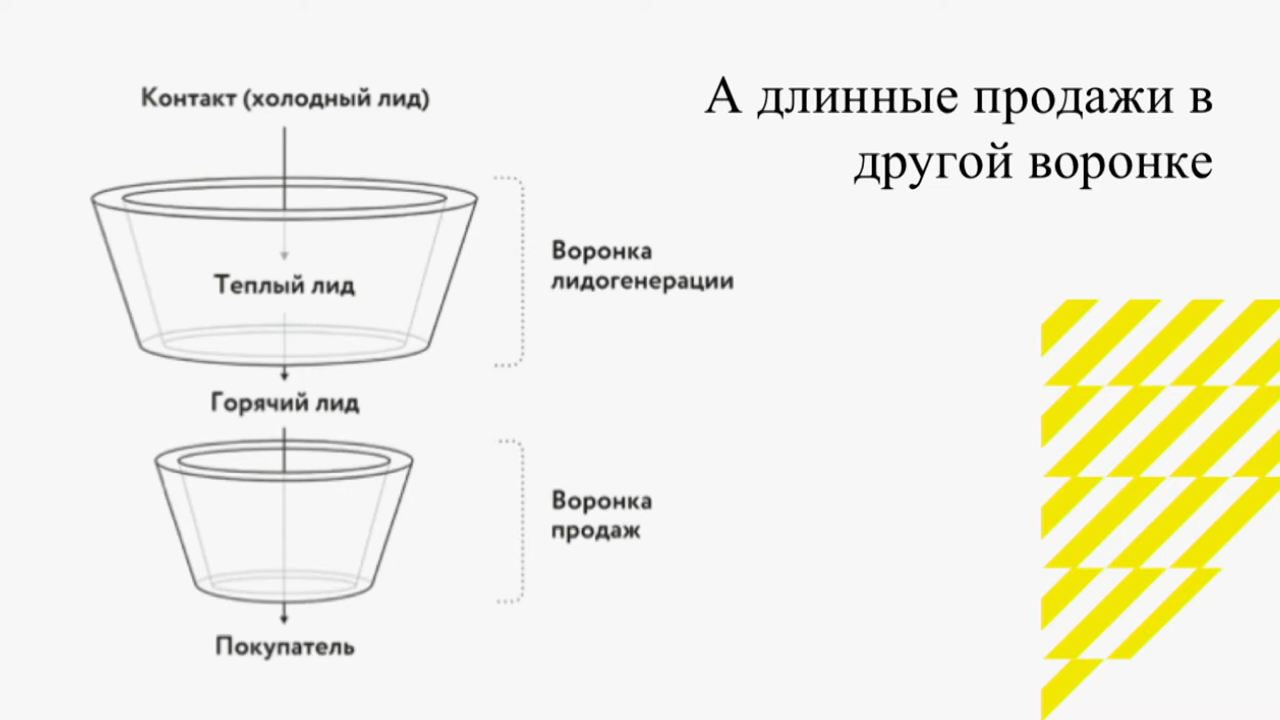 А длинные продажи в
другой воронке
Контакт (холодный лид)
Теплый лид
Воронка
лидогенерации
Горячий лид
Воронка
продаж
Покупатель